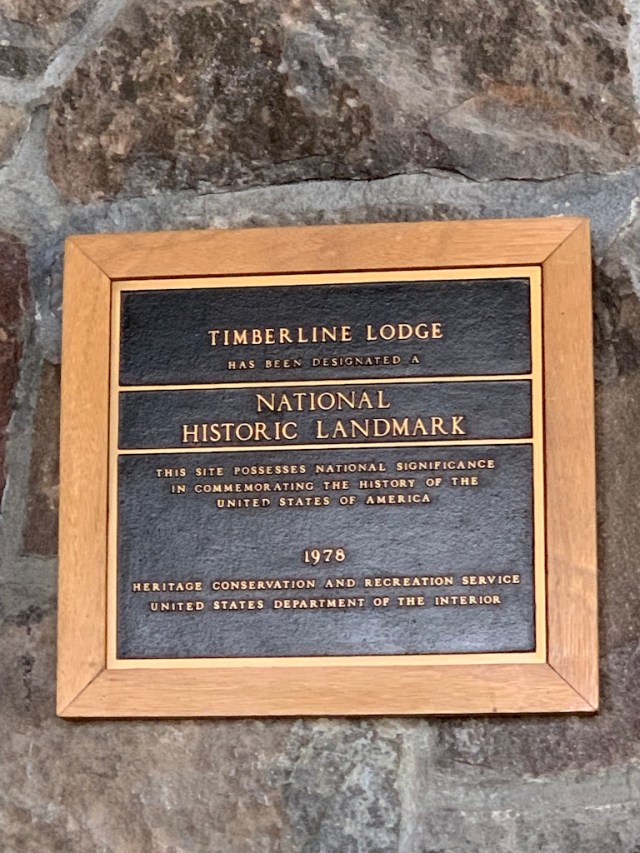 TIMBERLINE LODGE
HAS BEEN DESIGNATED A
NATIONAL
HISTORIC LANDMARK
THIS SITE POSSESSES NATIONAL SIGNIFICANCE
IN COMMEMORATING THE HISTORY OF THE
UNITED STATES OF AMERICA
1978
HERITAGE CONSERVATION AND RECREATION SERVICE
UNITED STATES DEPARTMENT OF THE INTERIOR